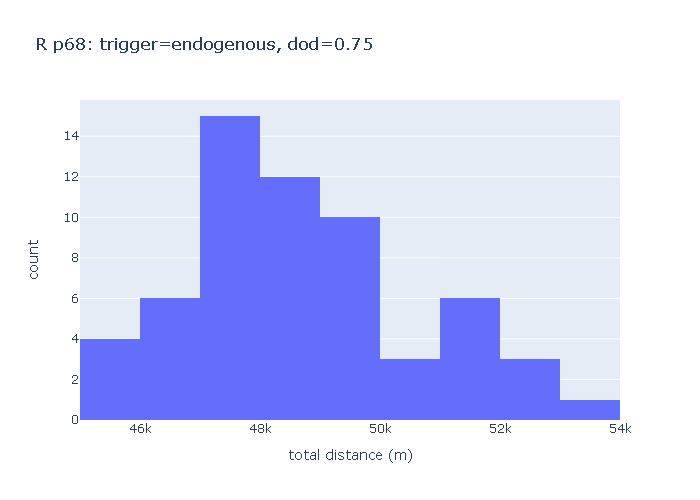 R p68: trigger=endogenous, dod=0.75
14
12
10
8
6
4
2
0
count
46k
48k
50k
52k
54k
total distance (m)